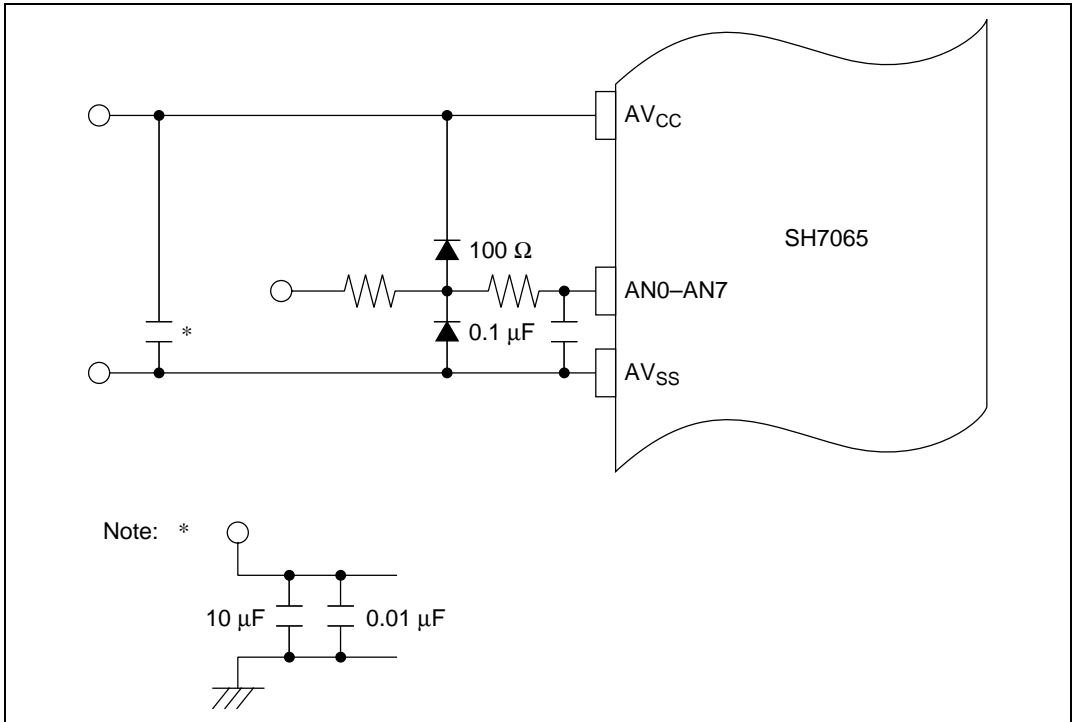 AVCC
100 Ω
SH7065
AN0–AN7
0.1 μF
*
AVSS
Note: *
10 μF
0.01 μF